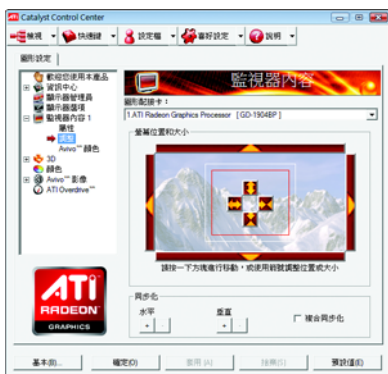 Catalyst Control Center
檢視 快捷鍵 設定檔 喜好設定 說明
圖形設定
歡迎您使用本產品
資訊中心
顯示器管理員
顯示器選項
監視器內容 1
屬性
調整
Avivo™ 顏色
3D
顏色
Avivo™ 影像
ATI Overdrive™
ATI
RADEON
GRAPHICS
監視器內容
圖形配接卡：
1.ATI Radeon Graphics Processor [GD-1904BP]
螢幕位置和大小
請按一下方塊進行移動，或使用箭號調整位置或大小
同步化
水平 垂直
+ - + -
複合同步化
基本(B)... 確定(O) 套用(A) 捨棄(S) 預設值(E)